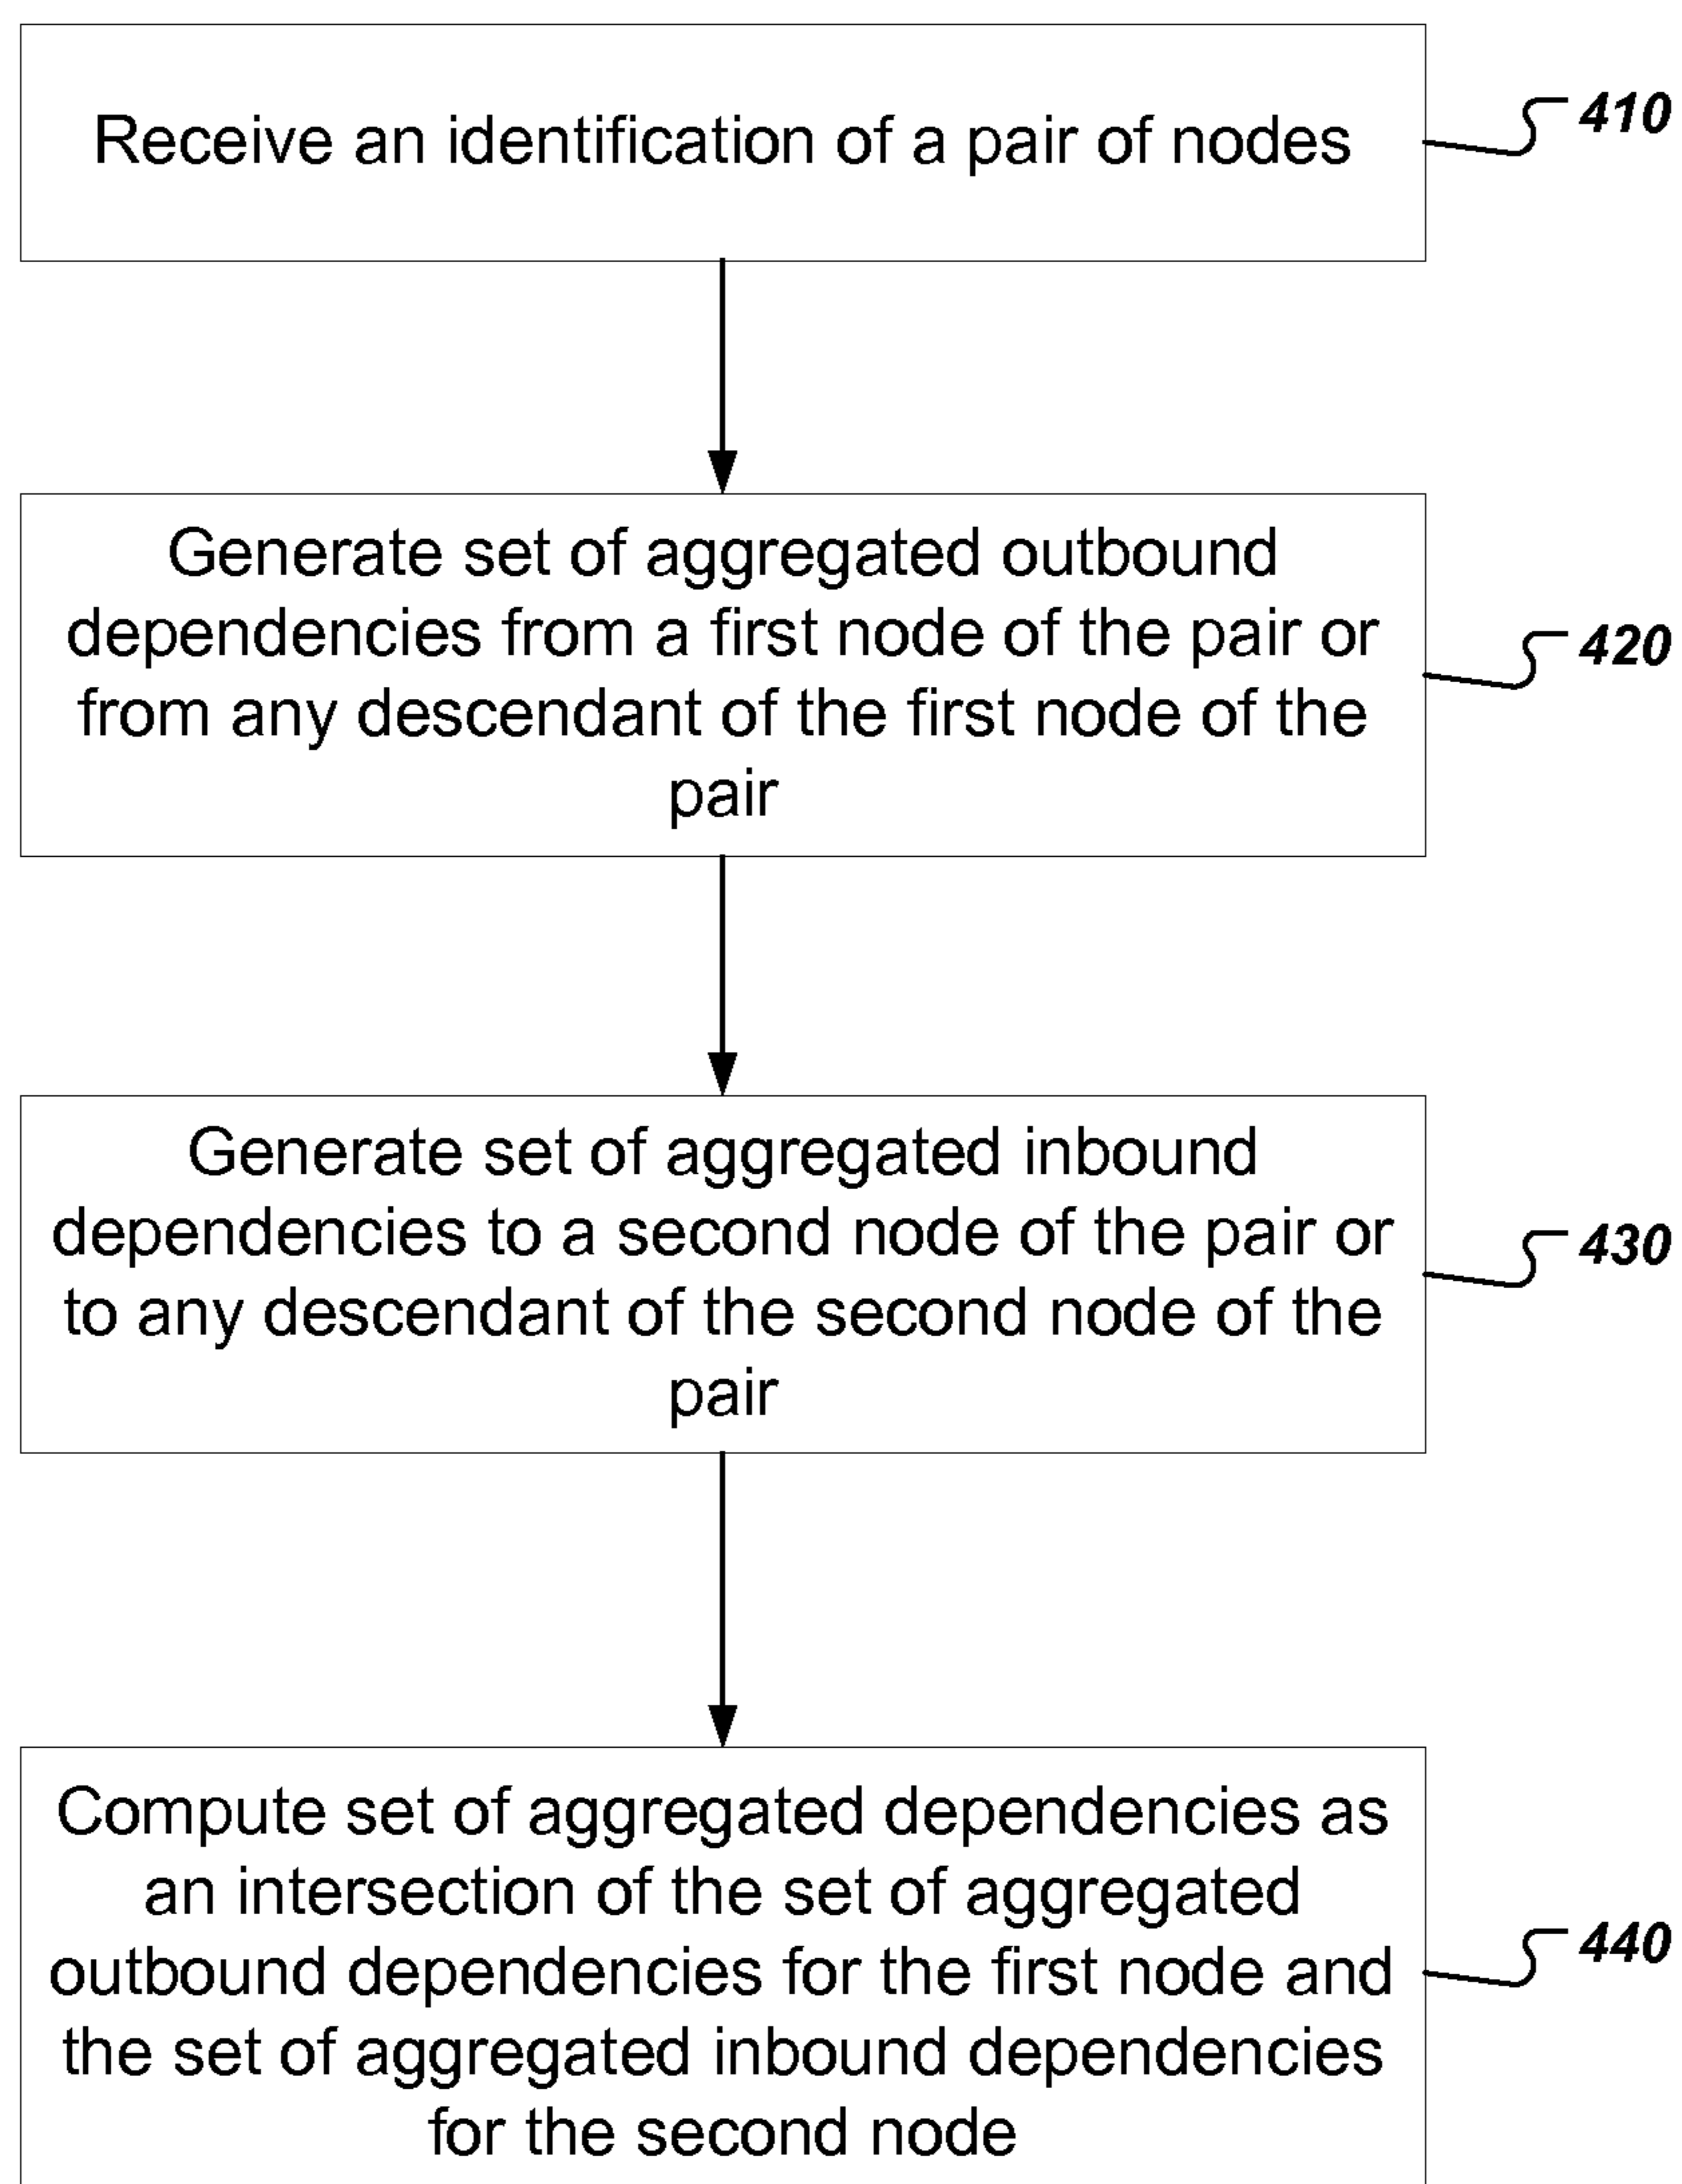 Receive an identification of a pair of nodes
410
Generate set of aggregated outbound
dependencies from a first node of the pair or
from any descendant of the first node of the
pair
420
Generate set of aggregated inbound
dependencies to a second node of the pair or
to any descendant of the second node of the
pair
430
Compute set of aggregated dependencies as
an intersection of the set of aggregated
outbound dependencies for the first node and
the set of aggregated inbound dependencies
for the second node
440